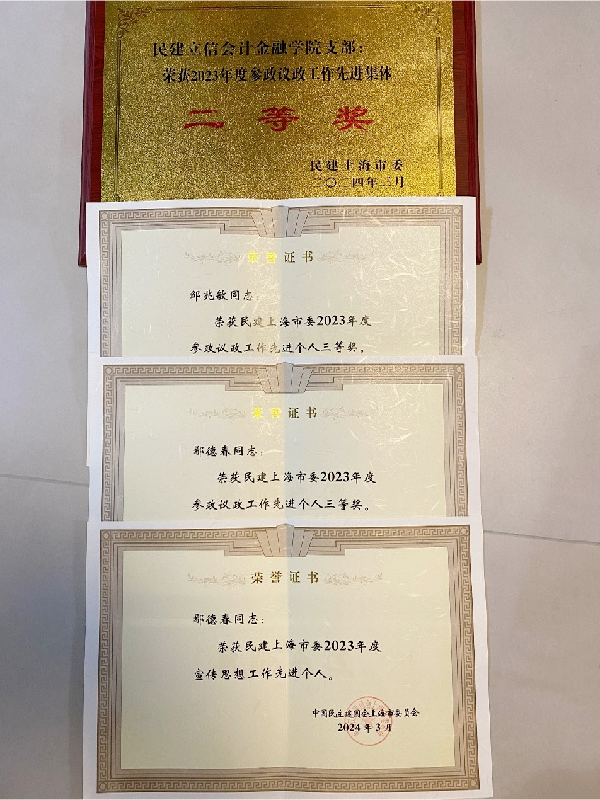 民建立信会计金融学院支部：
荣获2023年度参政议政工作先进集体
二等奖
民建上海市委
二〇二四年三月
荣誉证书
邹兆敏同志：
荣获民建上海市委2023年度
参政议政工作先进个人三等奖。
荣誉证书
郧德春同志：
荣获民建上海市委2023年度
参政议政工作先进个人三等奖。
荣誉证书
郧德春同志：
荣获民建上海市委2023年度
宣传思想工作先进个人。
中国民主建国会上海市委员会
2024年3月